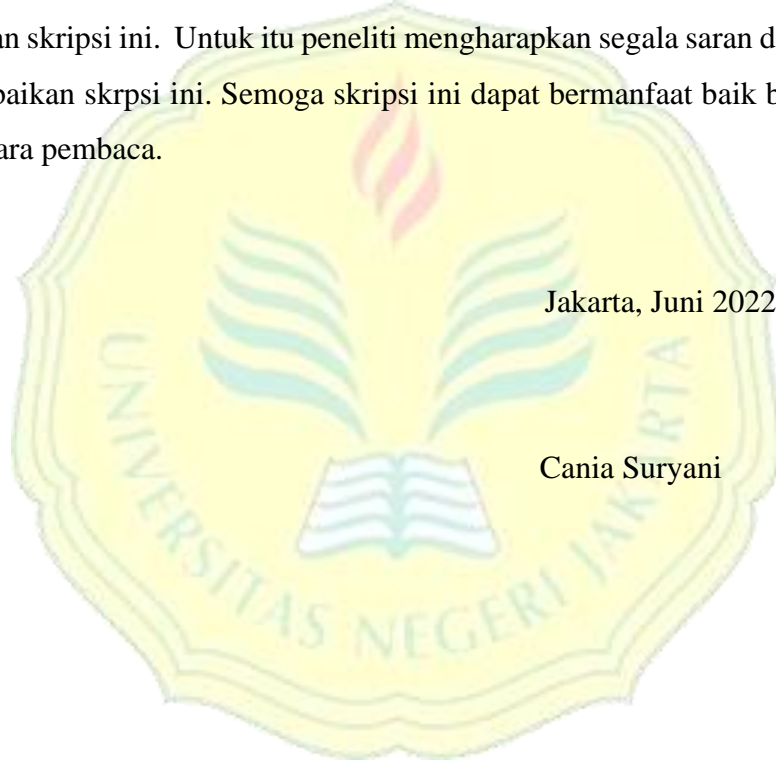 an skripsi ini. Untuk itu peneliti mengharapkan segala saran d
baikan skrpsi ini. Semoga skripsi ini dapat bermanfaat baik b
ara pembaca.
Jakarta, Juni 2022
Cania Suryani
UNIVERSITAS NEGERI JAKARTA